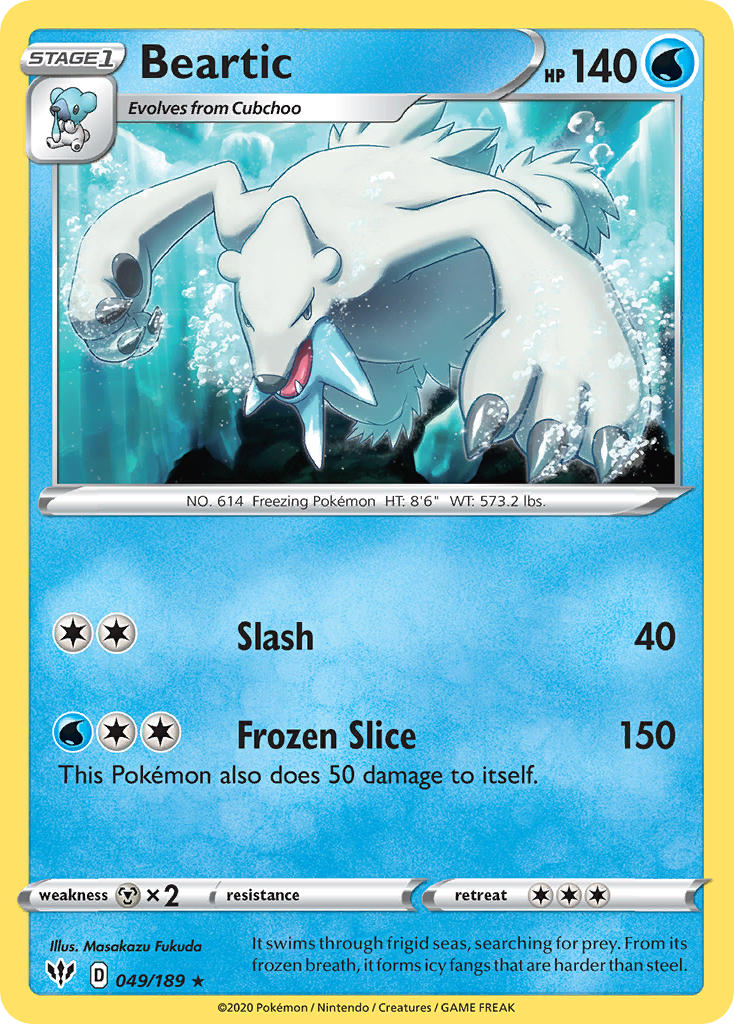 STAGE 1
Beartic
HP 140
Evolves from Cubchoo
NO. 614 Freezing Pokémon HT: 8'6" WT: 573.2 lbs.
Slash 40
Frozen Slice 150
This Pokémon also does 50 damage to itself.
weakness ×2 resistance retreat
Illus. Masakazu Fukuda
It swims through frigid seas, searching for prey. From its
frozen breath, it forms icy fangs that are harder than steel.
D 049/189 ★
©2020 Pokémon / Nintendo / Creatures / GAME FREAK